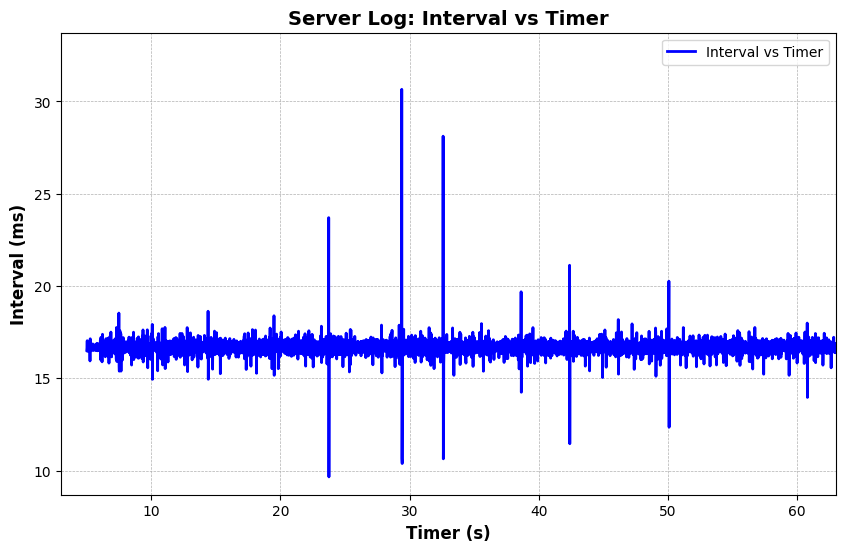 Server Log: Interval vs Timer
Interval vs Timer
30
25
20
15
10
Interval (ms)
10 20 30 40 50 60
Timer (s)